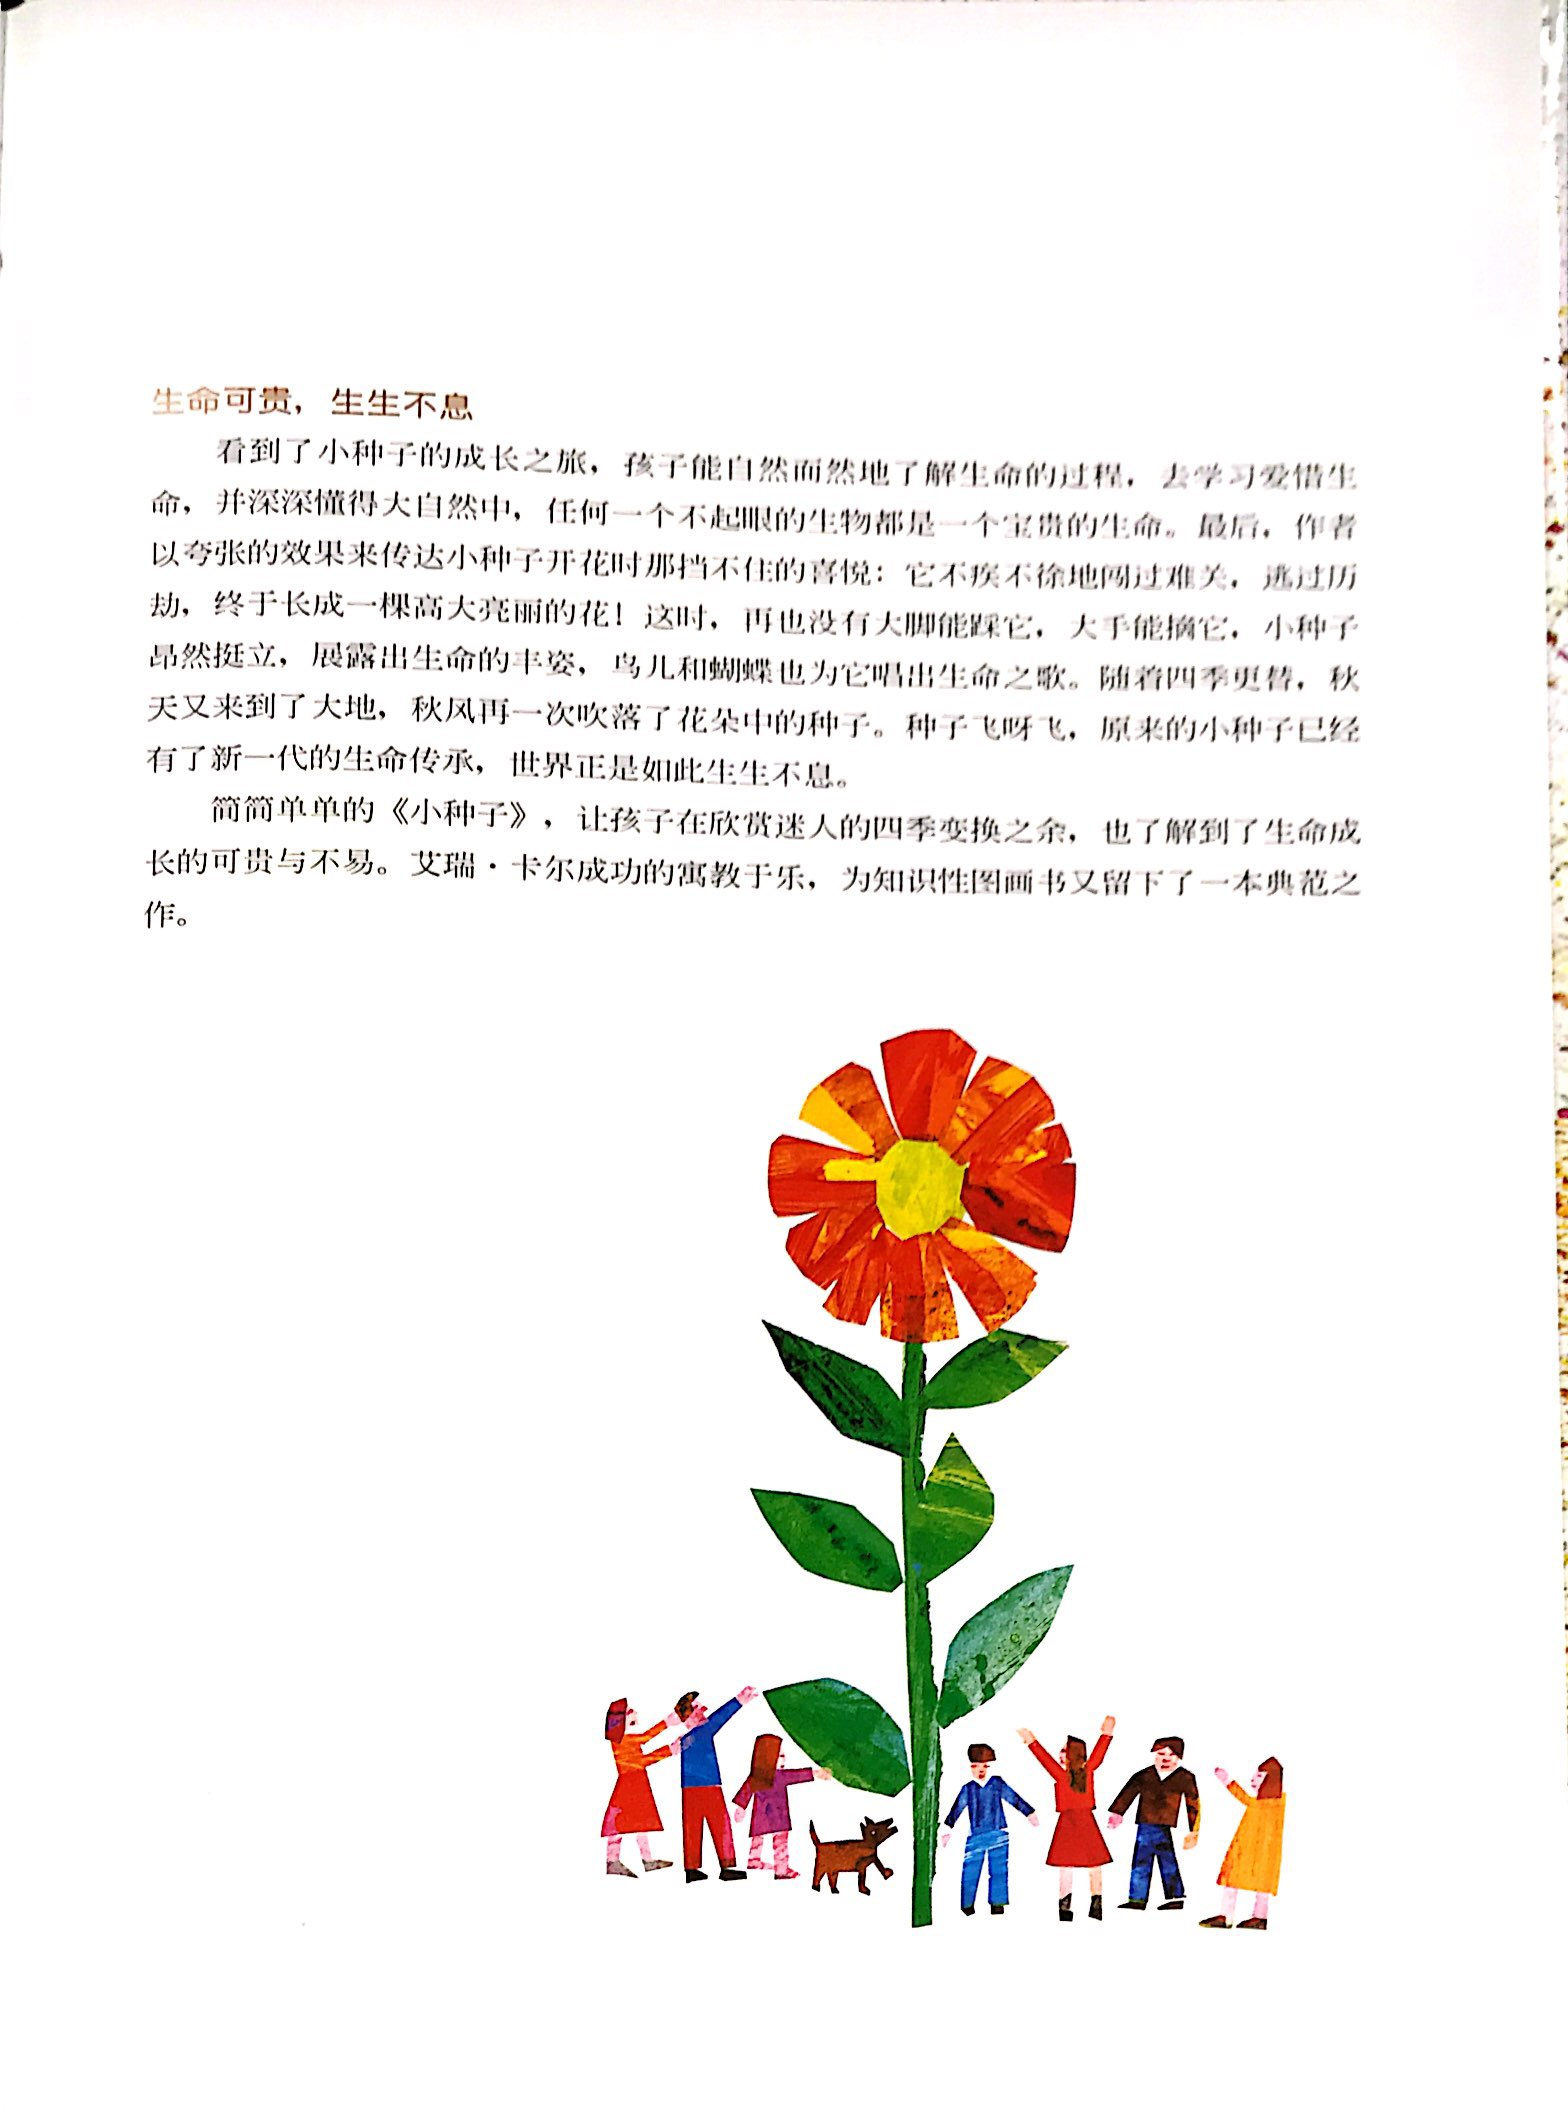 生命可贵，生生不息
看到了小种子的成长之旅，孩子能自然而然地了解生命的过程，去学习爱惜生
命，并深深懂得大自然中，任何一个不起眼的生物都是一个宝贵的生命。最后，作者
以夸张的效果来传达小种子开花时那挡不住的喜悦：它不疾不徐地闯过难关，逃过历
劫，终于长成一棵高大亮丽的花！这时，再也没有大脚能踩它，大手能摘它，小种子
昂然挺立，展露出生命的丰姿，鸟儿和蝴蝶也为它唱出生命之歌。随着四季更替，秋
天又来到了大地，秋风再一次吹落了花朵中的种子。种子飞呀飞，原来的小种子已经
有了新一代的生命传承，世界正是如此生生不息。
简简单单的《小种子》，让孩子在欣赏迷人的四季变换之余，也了解到了生命成
长的可贵与不易。艾瑞·卡尔成功的寓教于乐，为知识性图画书又留下了一本典范之
作。